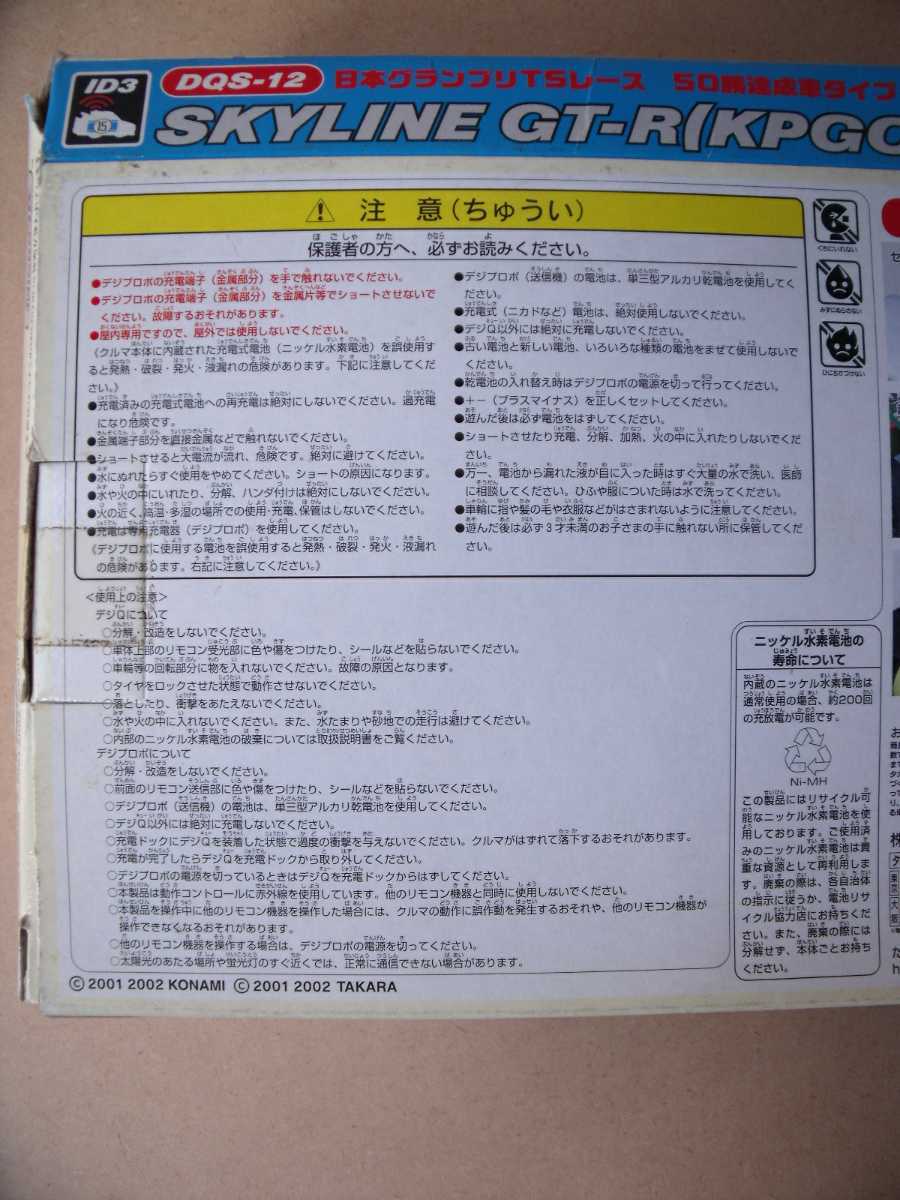 ID3
DQS-12 日本グランプリTSレース 50勝達成車タイプ
15
SKYLINE GT-R(KPGC
注 意(ちゅうい)
保護者の方へ、必ずお読みください。
●デジプロポの充電端子(金属部分)を手で触れないでください。
●デジプロポの充電端子(金属部分)を金属片等でショートさせないで
ください。故障するおそれがあります。
●屋内専用ですので、屋外では使用しないでください。
(クルマ本体に内蔵された充電式電池(ニッケル水素電池)を誤使用す
ると発熱・破裂・発火・液漏れの危険があります。下記に注意してくだ
さい。)
●充電済みの充電式電池への再充電は絶対にしないでください。過充電
になり危険です。
●金属端子部分を直接金属などで触れないでください。
●ショートさせると大電流が流れ、危険です。絶対に避けてください。
●水にぬれたらすぐ使用をやめてください。ショートの原因になります。
●水や火の中にいれたり、分解、ハンダ付けは絶対にしないでください。
●火の近く、高温・多湿の場所での使用・充電、保管はしないでください。
●充電は専用充電器(デジプロポ)を使用してください。
(デジプロポに使用する電池を誤使用すると発熱・破裂・発火・液漏れ
の危険があります。右記に注意してください。)
●デジプロポ(送信機)の電池は、単三型アルカリ乾電池を使用してく
ださい。
●充電式(ニカドなど)電池は、絶対使用しないでください。
●デジQ以外には絶対に充電しないでください。
●古い電池と新しい電池、いろいろな種類の電池をまぜて使用しないで
ください。
●乾電池の入れ替え時はデジプロポの電源を切って行ってください。
●+−(プラスマイナス)を正しくセットしてください。
●遊んだ後は必ず電池をはずしてください。
●ショートさせたり充電、分解、加熱、火の中に入れたりしないでくだ
さい。
●万一、電池から漏れた液が目に入った時はすぐ大量の水で洗い、医師
に相談してください。ひふや服についた時は水で洗ってください。
●車輪に指や髪の毛や衣服などがはさまれないように注意してください。
●遊んだ後は必ず3才未満のお子さまの手に触れない所に保管してくだ
さい。
くちにいれない
みずにぬらさない
ひにちかづけない
<使用上の注意>
デジQについて
○分解・改造をしないでください。
○車体上部のリモコン受光部に色や傷をつけたり、シールなどを貼らないでください。
○車輪等の回転部分に物を入れないでください。故障の原因となります。
○タイヤをロックさせた状態で動作させないでください。
○落としたり、衝撃をあたえないでください。
○水や火の中に入れないでください。また、水たまりや砂地での走行は避けてください。
○内部のニッケル水素電池の破棄については取扱説明書をご覧ください。
デジプロポについて
○分解・改造をしないでください。
○前面のリモコン送信部に色や傷をつけたり、シールなどを貼らないでください。
○デジプロポ(送信機)の電池は、単三型アルカリ乾電池を使用してください。
○デジQ以外には絶対に充電しないでください。
○充電ドックにデジQを装着した状態で過度の衝撃を与えないでください。クルマがはずれて落下するおそれがあります。
○充電が完了したらデジQを充電ドックから取り外してください。
○デジプロポの電源を切っているときはデジQを充電ドックからはずしてください。
○本製品は動作コントロールに赤外線を使用しています。他のリモコン機器と同時に使用しないでください。
○本製品を操作中に他のリモコン機器を操作した場合には、クルマの動作に誤作動を発生するおそれや、他のリモコン機器が
操作できなくなるおそれがあります。
○他のリモコン機器を操作する場合は、デジプロポの電源を切ってください。
○太陽光のあたる場所や蛍光灯のすぐ近くでは、正常に通信できない場合があります。
ニッケル水素電池の
寿命について
内蔵のニッケル水素電池は
通常使用の場合、約200回
の充放電が可能です。
Ni-MH
この製品にはリサイクル可
能なニッケル水素電池を使
用しております。ご使用済
みのニッケル水素電池は貴
重な資源として再利用しま
す。廃棄の際は、各自治体
の指示に従うか、電池リサ
イクル協力店にお持ちくだ
さい。また、廃棄の際には
分解せず、本体ごとお持ち
ください。
© 2001 2002 KONAMI © 2001 2002 TAKARA